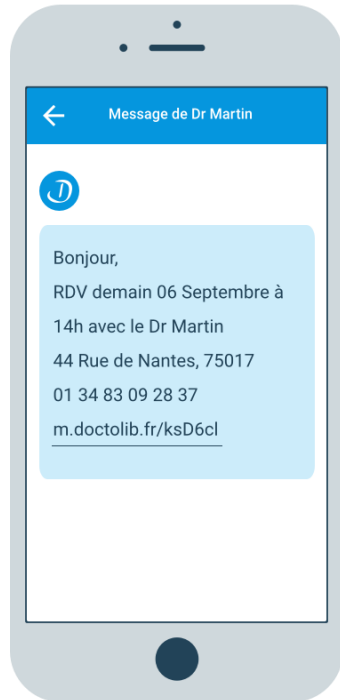 Message de Dr Martin
D
Bonjour,
RDV demain 06 Septembre à
14h avec le Dr Martin
44 Rue de Nantes, 75017
01 34 83 09 28 37
m.doctolib.fr/ksD6cl